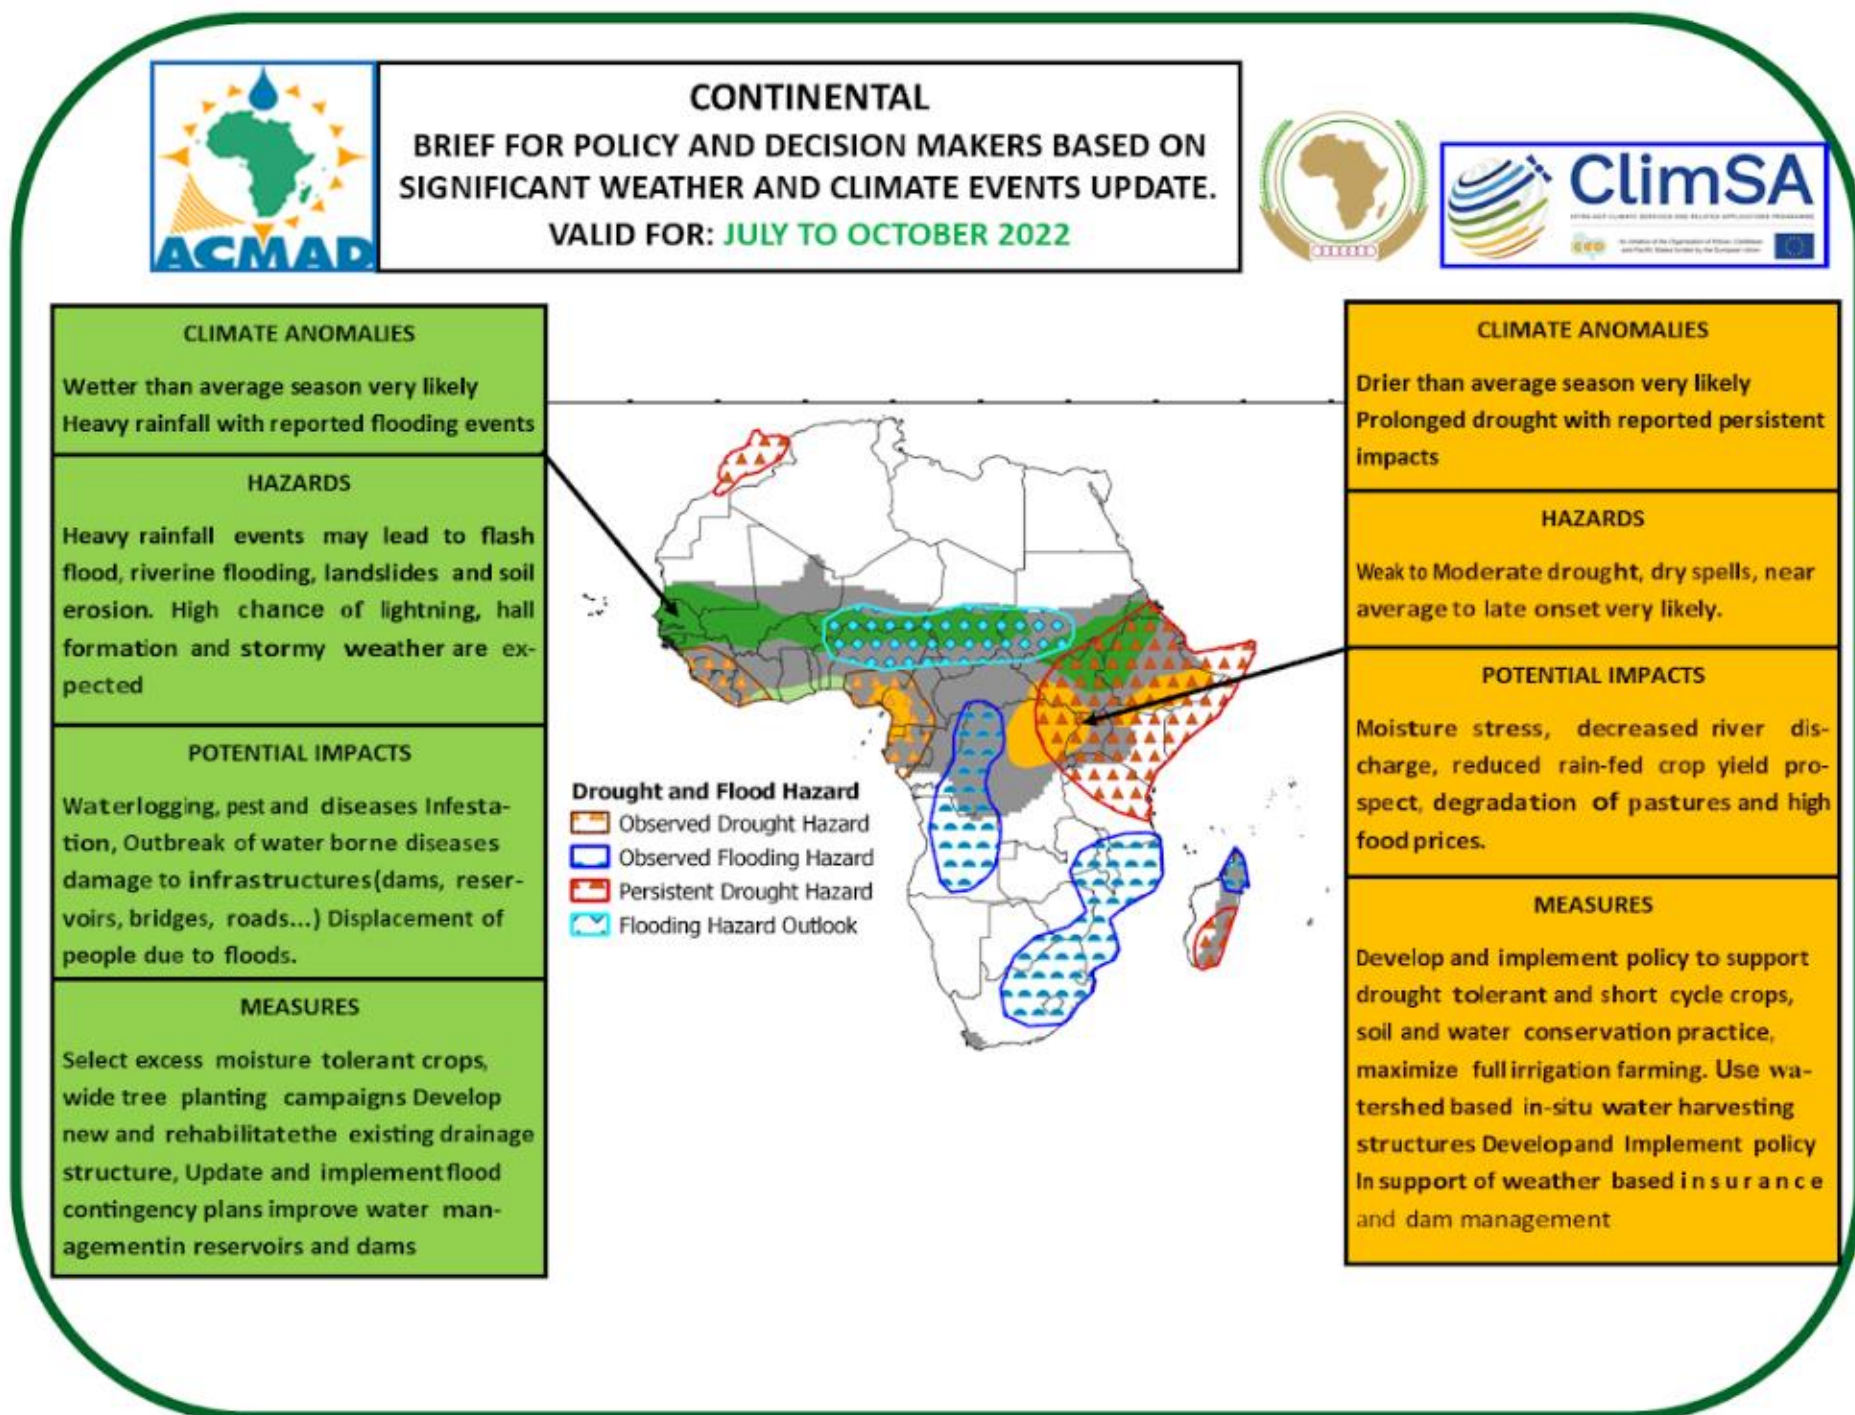 CONTINENTAL
BRIEF FOR POLICY AND DECISION MAKERS BASED ON
SIGNIFICANT WEATHER AND CLIMATE EVENTS UPDATE.
VALID FOR: JULY TO OCTOBER 2022
ACMAD
ClimSA
CLIMATE ANOMALIES
Wetter than average season very likely
Heavy rainfall with reported flooding events
HAZARDS
Heavy rainfall events may lead to flash
flood, riverine flooding, landslides and soil
erosion. High chance of lightning, hall
formation and stormy weather are ex-
pected
POTENTIAL IMPACTS
Waterlogging, pest and diseases Infesta-
tion, Outbreak of water borne diseases
damage to infrastructures(dams, reser-
voirs, bridges, roads...) Displacement of
people due to floods.
MEASURES
Select excess moisture tolerant crops,
wide tree planting campaigns Develop
new and rehabilitatethe existing drainage
structure, Update and implementflood
contingency plans improve water man-
agementin reservoirs and dams
Drought and Flood Hazard
Observed Drought Hazard
Observed Flooding Hazard
Persistent Drought Hazard
Flooding Hazard Outlook
CLIMATE ANOMALIES
Drier than average season very likely
Prolonged drought with reported persistent
impacts
HAZARDS
Weak to Moderate drought, dry spells, near
average to late onset very likely.
POTENTIAL IMPACTS
Moisture stress, decreased river dis-
charge, reduced rain-fed crop yield pro-
spect, degradation of pastures and high
food prices.
MEASURES
Develop and implement policy to support
drought tolerant and short cycle crops,
soil and water conservation practice,
maximize full irrigation farming. Use wa-
tershed based in-situ water harvesting
structures Developand Implement policy
In support of weather based insurance
and dam management